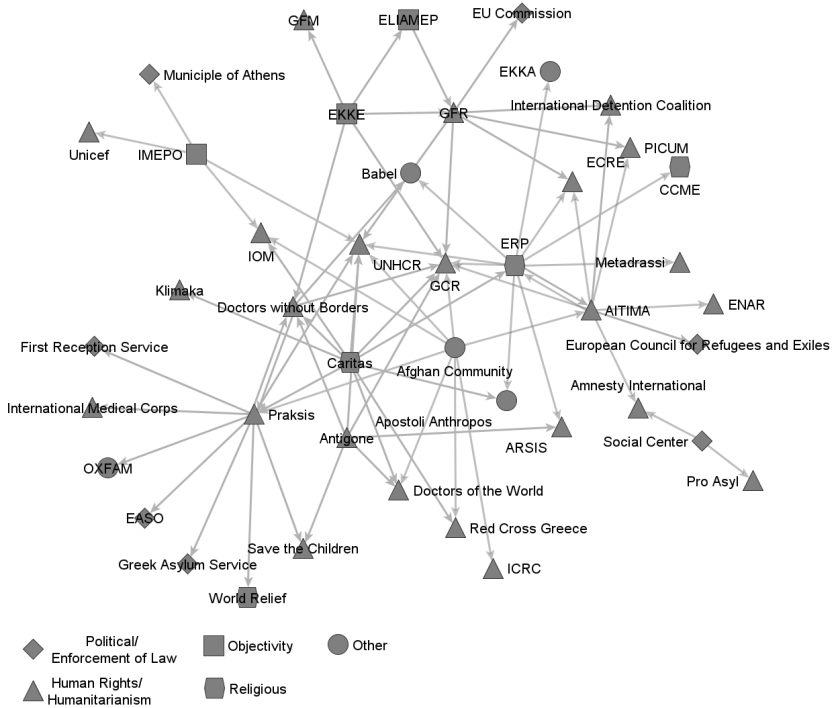 GFM
ELIAMEP
EU Commission
EKKA
Municiple of Athens
International Detention Coalition
EKKE
GFR
Unicef
IMEPO
PICUM
ECRE
Babel
CCME
ERP
IOM
UNHCR
Metadrassi
GCR
Klimaka
Doctors without Borders
AITIMA
ENAR
First Reception Service
European Council for Refugees and Exiles
Caritas
Afghan Community
Amnesty International
International Medical Corps
Praksis
Apostoli Anthropos
Antigone
ARSIS
Social Center
OXFAM
Pro Asyl
Doctors of the World
EASO
Red Cross Greece
Save the Children
Greek Asylum Service
ICRC
World Relief
Political/
Enforcement of Law
Objectivity
Other
Human Rights/
Humanitarianism
Religious